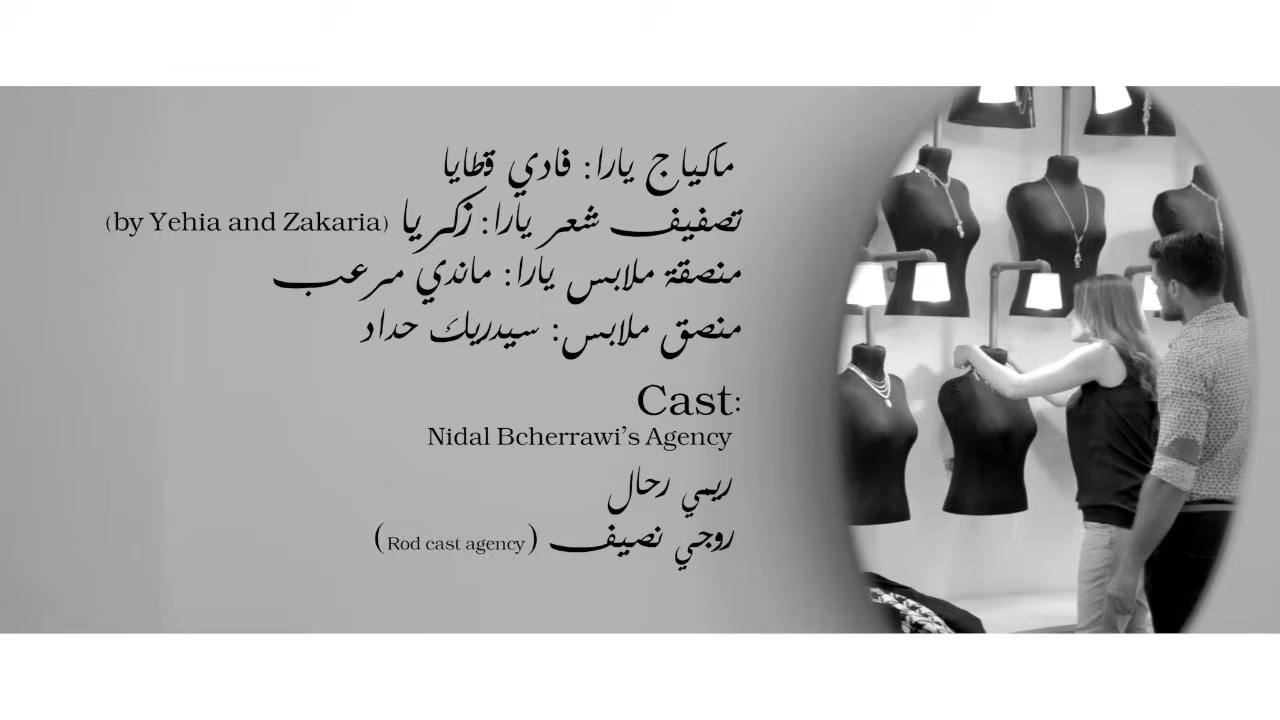 ماكياج يارا: فادي قطايا
تصفيف شعر يارا: زكريا (by Yehia and Zakaria)
منصقة ملابس يارا: ماندي مرعب
منصق ملابس: سيدريك حداد
Cast:
Nidal Bcherrawi’s Agency
ريمي رحال
روجي نصيف (Rod cast agency)